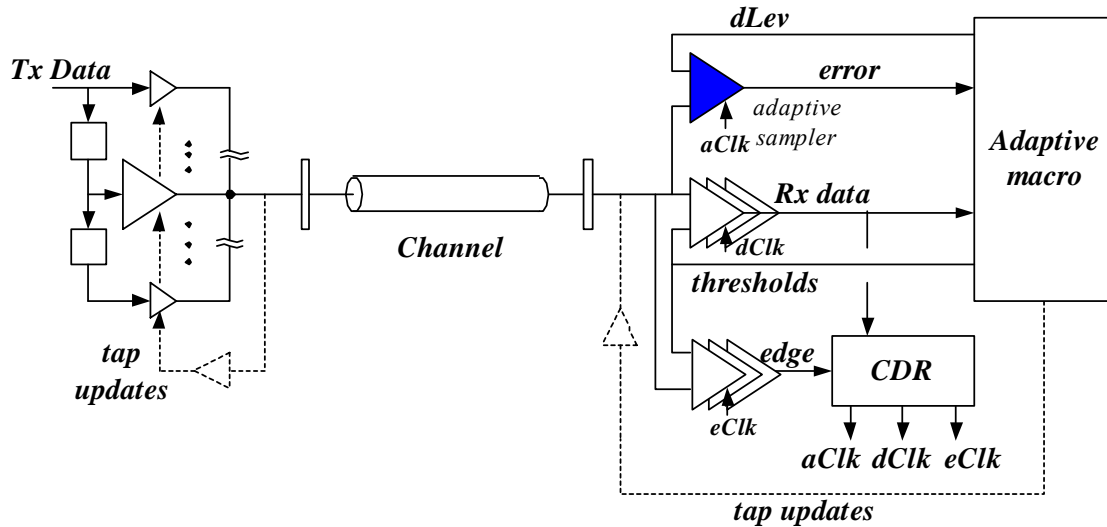 dLev
Tx Data
error
adaptive
sampler
aClk
Adaptive
macro
Rx data
dClk
Channel
thresholds
tap
updates
edge
CDR
eClk
aClk dClk eClk
tap updates